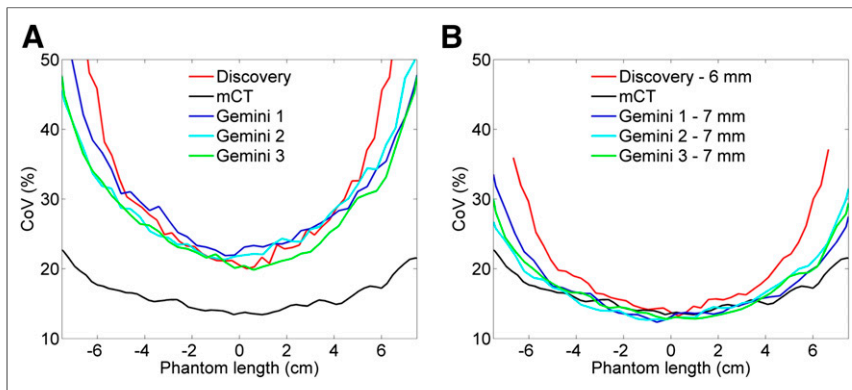 A
50
40
30
20
10
CoV (%)
Discovery
mCT
Gemini 1
Gemini 2
Gemini 3
-6 -4 -2 0 2 4 6
Phantom length (cm)
B
50
40
30
20
10
CoV (%)
Discovery - 6 mm
mCT
Gemini 1 - 7 mm
Gemini 2 - 7 mm
Gemini 3 - 7 mm
-6 -4 -2 0 2 4 6
Phantom length (cm)